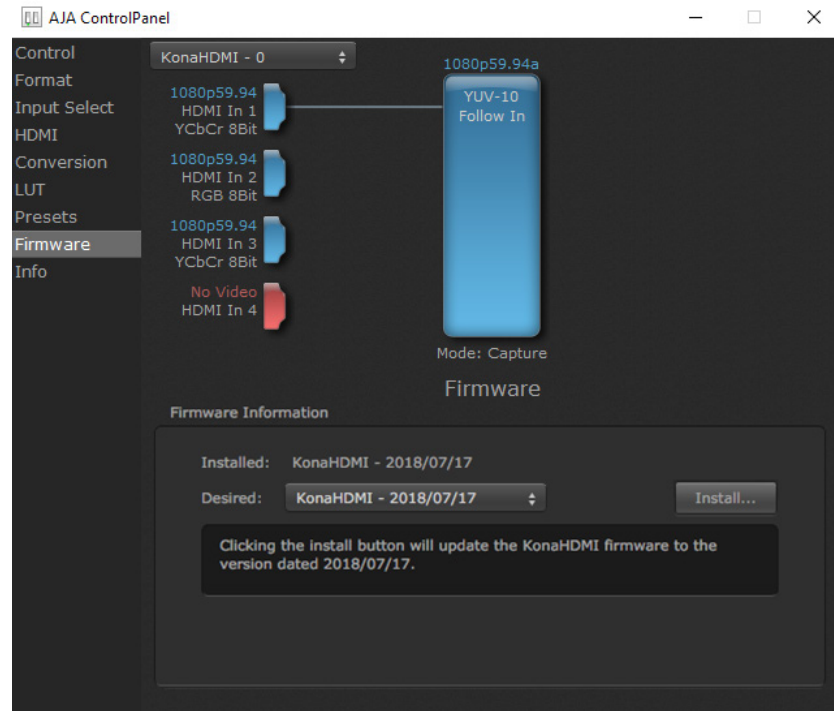 AJA ControlPanel
Control
Format
Input Select
HDMI
Conversion
LUT
Presets
Firmware
Info
KonaHDMI - 0
1080p59.94
HDMI In 1
YCbCr 8Bit
1080p59.94
HDMI In 2
RGB 8Bit
1080p59.94
HDMI In 3
YCbCr 8Bit
No Video
HDMI In 4
1080p59.94a
YUV-10
Follow In
Mode: Capture
Firmware
Firmware Information
Installed: KonaHDMI - 2018/07/17
Desired: KonaHDMI - 2018/07/17 Install...
Clicking the install button will update the KonaHDMI firmware to the
version dated 2018/07/17.